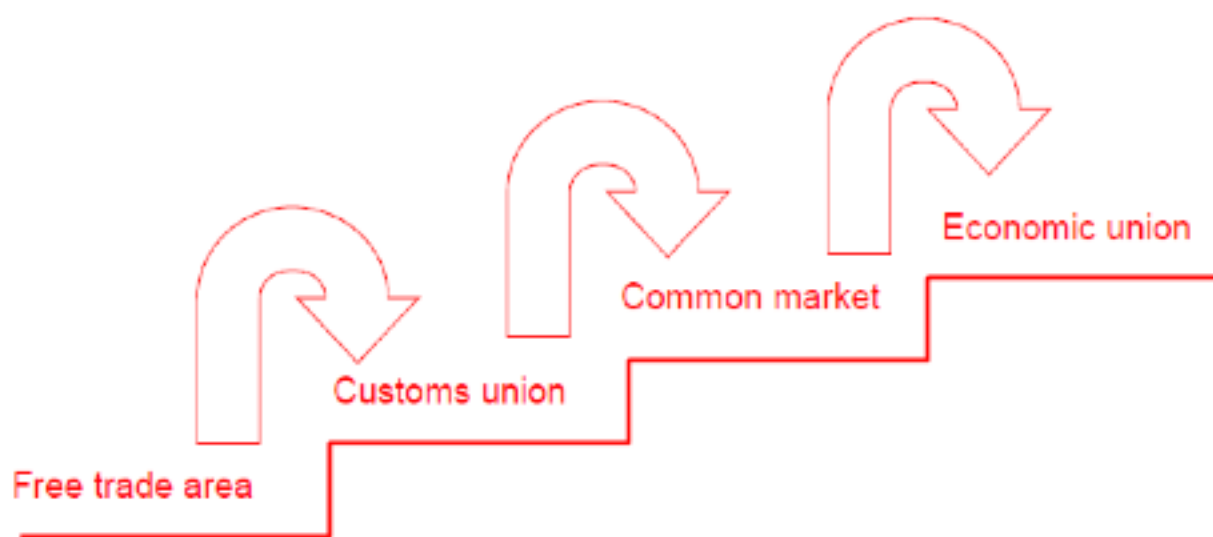 Economic union
Common market
Customs union
Free trade area